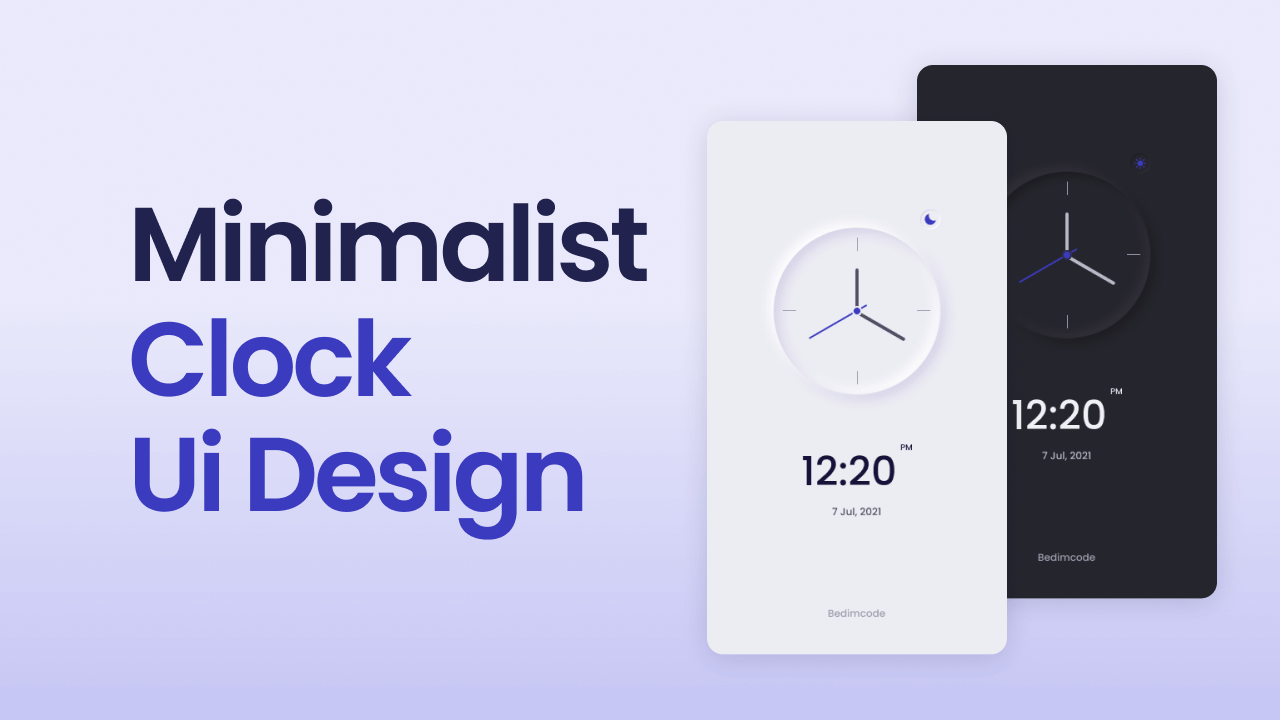 Minimalist
Clock
Ui Design
PM
12:20
7 Jul, 2021
Bedimcode
PM
12:20
7 Jul, 2021
Bedimcode